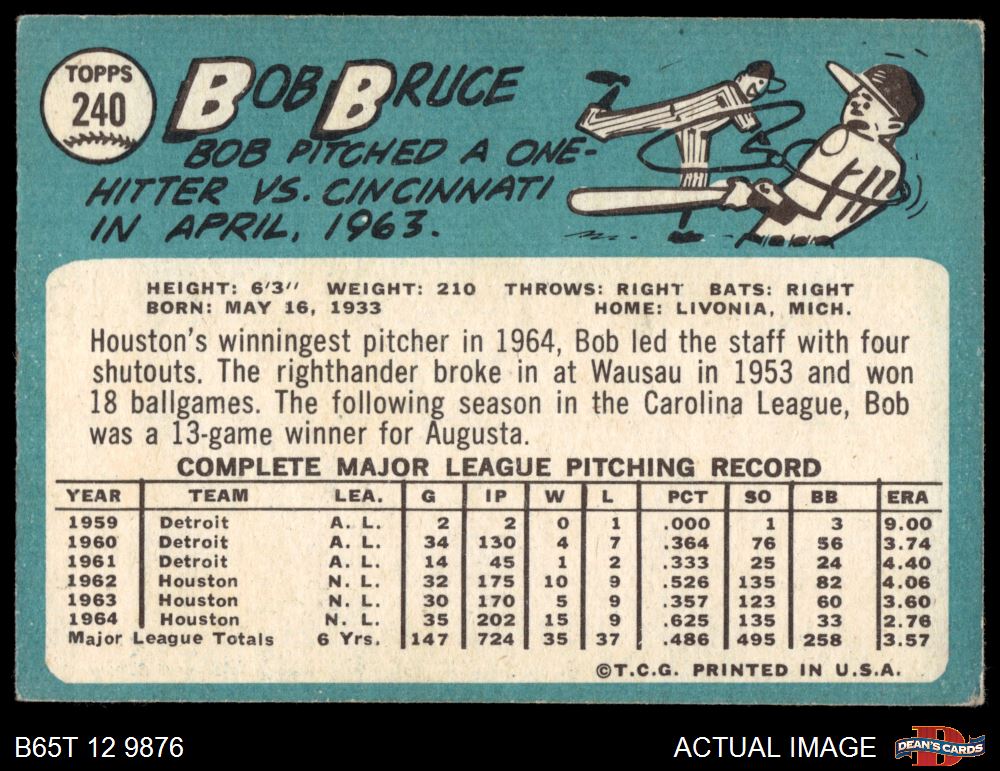 TOPPS
240
BOB BRUCE
BOB PITCHED A ONE-
HITTER VS. CINCINNATI
IN APRIL, 1963.
HEIGHT: 6'3" WEIGHT: 210 THROWS: RIGHT BATS: RIGHT
BORN: MAY 16, 1933 HOME: LIVONIA, MICH.
Houston's winningest pitcher in 1964, Bob led the staff with four
shutouts. The righthander broke in at Wausau in 1953 and won
18 ballgames. The following season in the Carolina League, Bob
was a 13-game winner for Augusta.
COMPLETE MAJOR LEAGUE PITCHING RECORD
YEAR TEAM LEA. G IP W L PCT SO BB ERA
1959 Detroit A. L. 2 2 0 1 .000 1 3 9.00
1960 Detroit A. L. 34 130 4 7 .364 76 56 3.74
1961 Detroit A. L. 14 45 1 2 .333 25 24 4.40
1962 Houston N. L. 32 175 10 9 .526 135 82 4.06
1963 Houston N. L. 30 170 5 9 .357 123 60 3.60
1964 Houston N. L. 35 202 15 9 .625 135 33 2.76
Major League Totals 6 Yrs. 147 724 35 37 .486 495 258 3.57
©T.C.G. PRINTED IN U.S.A.
B65T 12 9876 ACTUAL IMAGE DEAN'S CARDS